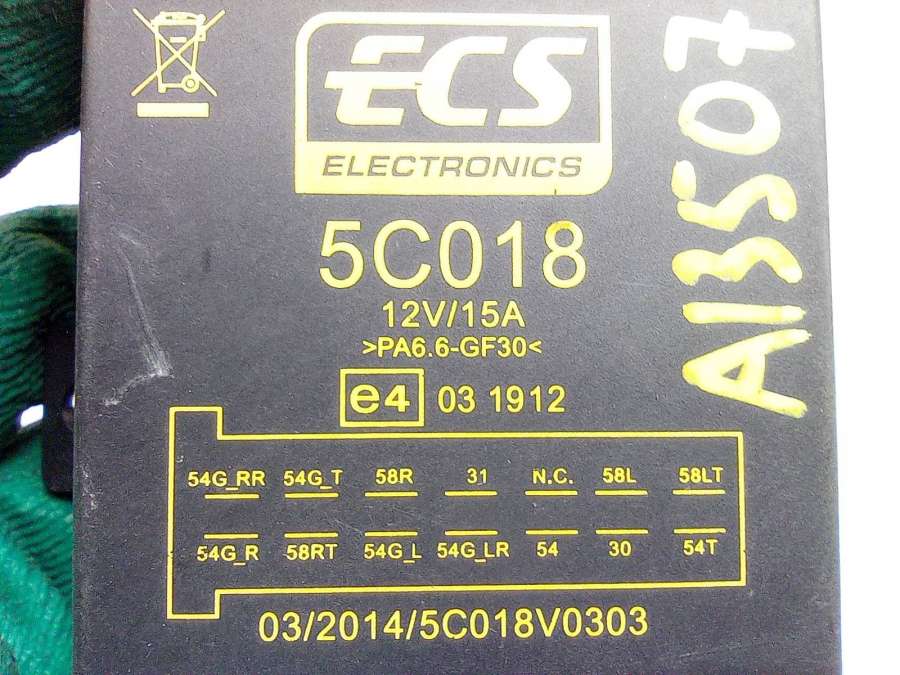 ECS
ELECTRONICS
5C018
12V/15A
>PA6.6-GF30<
e4 03 1912
54G_RR 54G_T 58R 31 N.C. 58L 58LT
54G_R 58RT 54G_L 54G_LR 54 30 54T
03/2014/5C018V0303
A13507